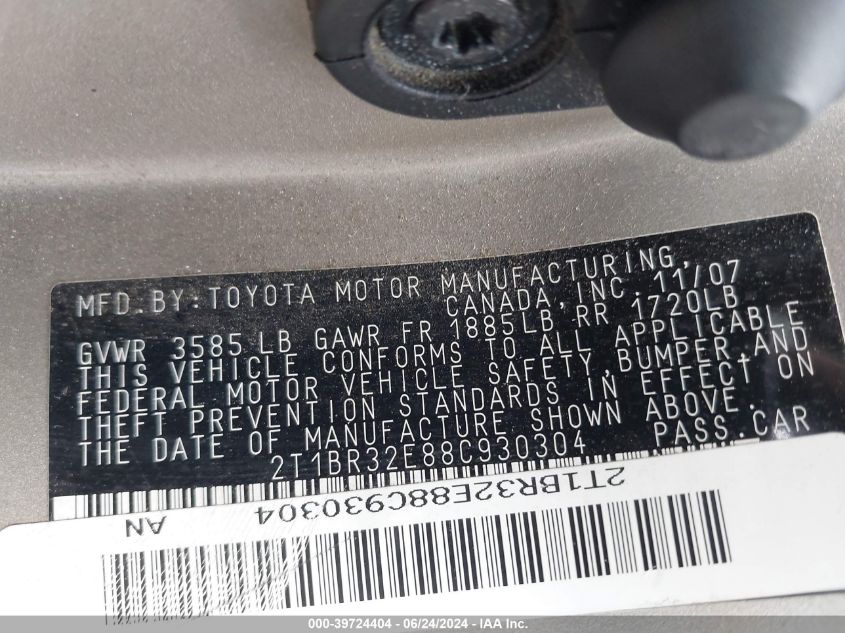 MFD.BY:TOYOTA MOTOR MANUFACTURING,
CANADA, INC. 11/07
GVWR 3585 LB GAWR FR 1885LB RR 1720LB
THIS VEHICLE CONFORMS TO ALL APPLICABLE
FEDERAL MOTOR VEHICLE SAFETY,BUMPER,AND
THEFT PREVENTION STANDARDS IN EFFECT ON
THE DATE OF MANUFACTURE SHOWN ABOVE.
2T1BR32E88C930304 PASS.CAR
2T1BR32E88C930304
AN
000-39724404 - 06/24/2024 - IAA Inc.